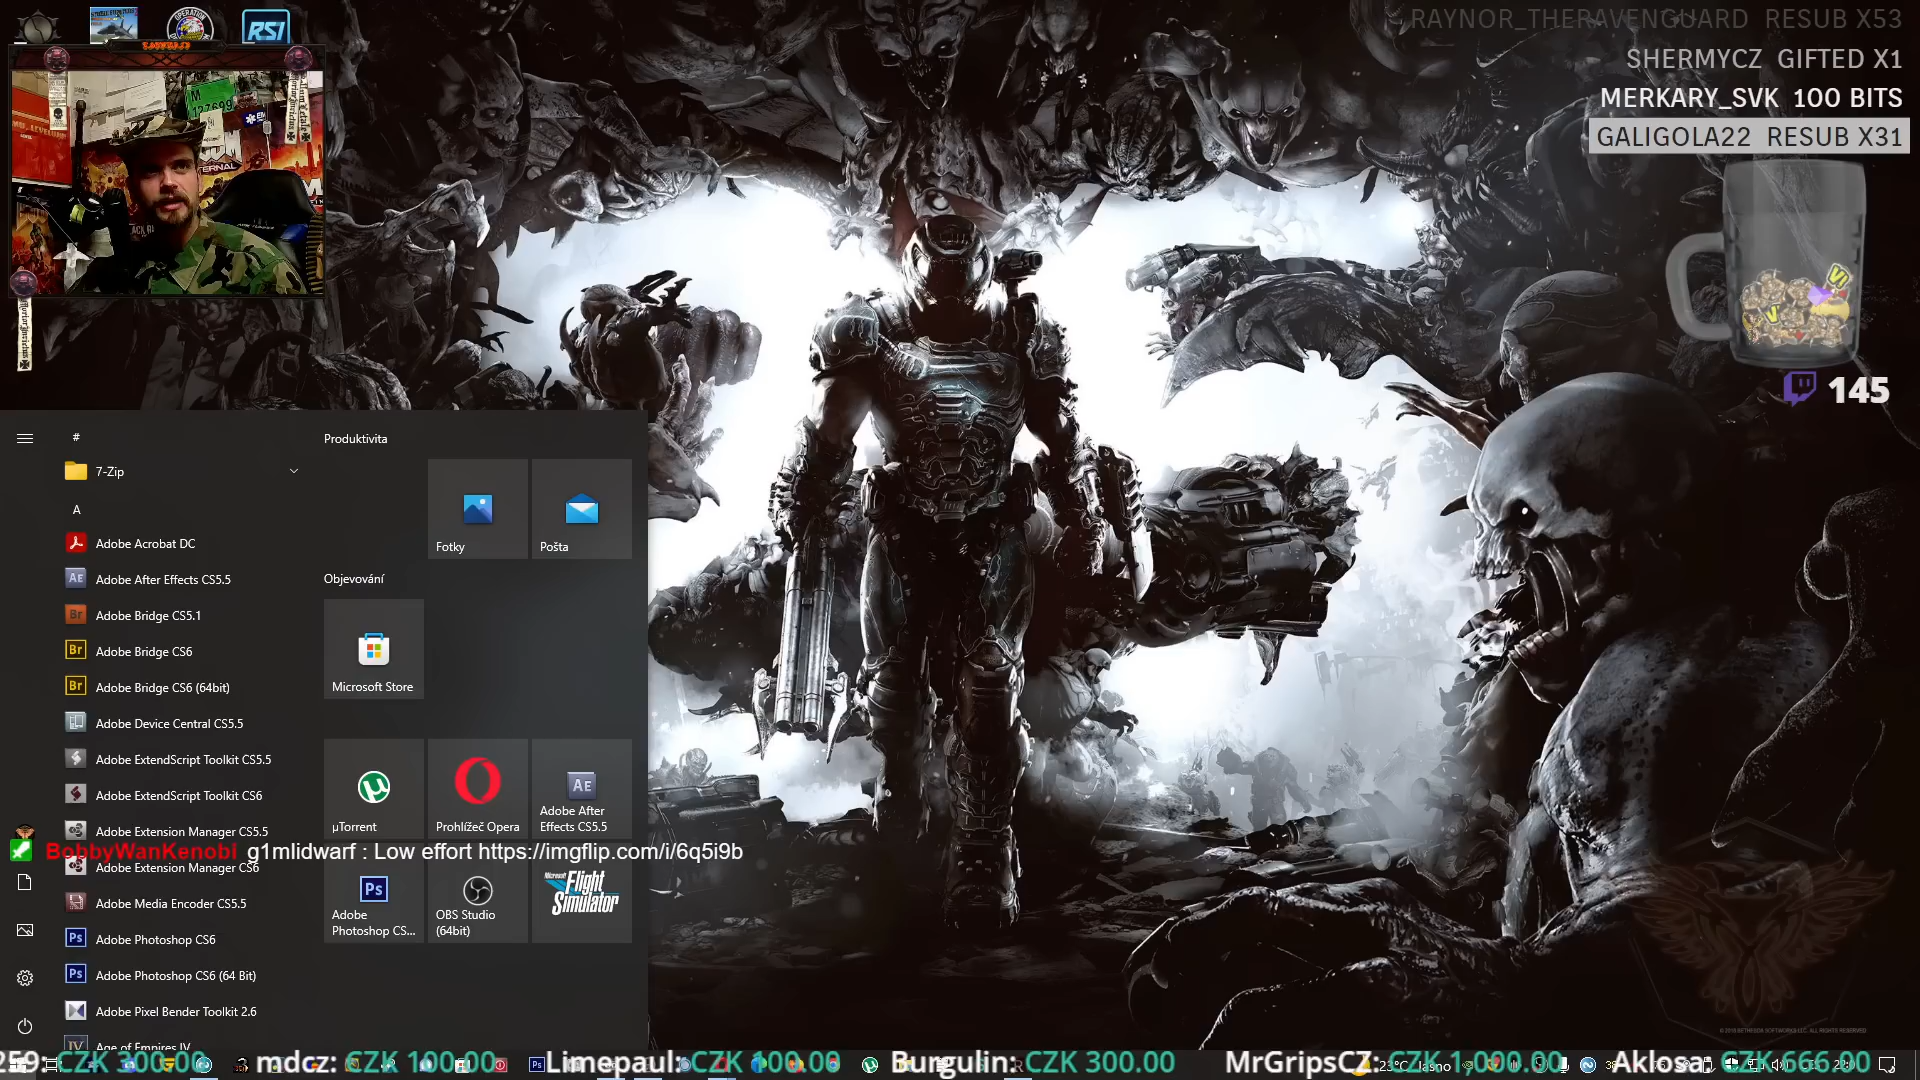 RAYNOR_THERAVENGUARD RESUB X53
SHERMYCZ GIFTED X1
MERKARY_SVK 100 BITS
GALIGOLA22 RESUB X31
145
RSI
#
7-Zip
A
Adobe Acrobat DC
Adobe After Effects CS5.5
Adobe Bridge CS5.1
Adobe Bridge CS6
Adobe Bridge CS6 (64bit)
Adobe Device Central CS5.5
Adobe ExtendScript Toolkit CS5.5
Adobe ExtendScript Toolkit CS6
Adobe Extension Manager CS5.5
BobbyWanKenobi g1mlidwarf : Low effort https://imgflip.com/i/6q5i9b
Adobe Extension Manager CS6
Adobe Media Encoder CS5.5
Adobe Photoshop CS6
Adobe Photoshop CS6 (64 Bit)
Adobe Pixel Bender Toolkit 2.6
Age of Empires IV
Produktivita
Fotky
Pošta
Objevování
Microsoft Store
µTorrent
Prohlížeč Opera
Adobe After
Effects CS5.5
Adobe
Photoshop CS...
OBS Studio
(64bit)
Microsoft
Flight
Simulator
259: CZK 300.00 mdcz: CZK 100.00 Limepaul: CZK 100.00 Bungulin: CZK 300.00 MrGripsCZ: CZK 1,000.00 Aklosa: CZK 666.00
23°C Jasno